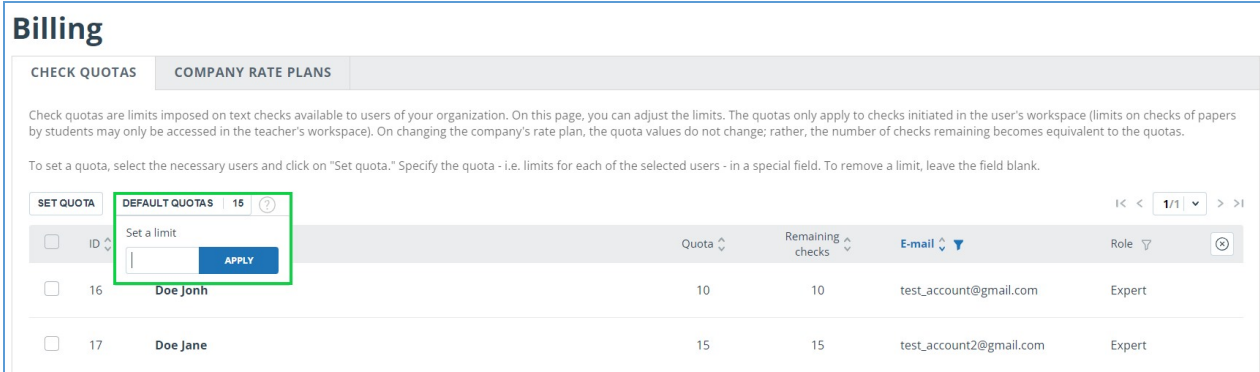 Billing
CHECK QUOTAS COMPANY RATE PLANS
Check quotas are limits imposed on text checks available to users of your organization. On this page, you can adjust the limits. The quotas only apply to checks initiated in the user's workspace (limits on checks of papers
by students may only be accessed in the teacher's workspace). On changing the company's rate plan, the quota values do not change; rather, the number of checks remaining becomes equivalent to the quotas.
To set a quota, select the necessary users and click on "Set quota." Specify the quota - i.e. limits for each of the selected users - in a special field. To remove a limit, leave the field blank.
SET QUOTA DEFAULT QUOTAS 15 ? 1/1
Set a limit
APPLY
ID Quota Remaining checks E-mail Role
16 Doe Jonh 10 10 test_account@gmail.com Expert
17 Doe Jane 15 15 test_account2@gmail.com Expert